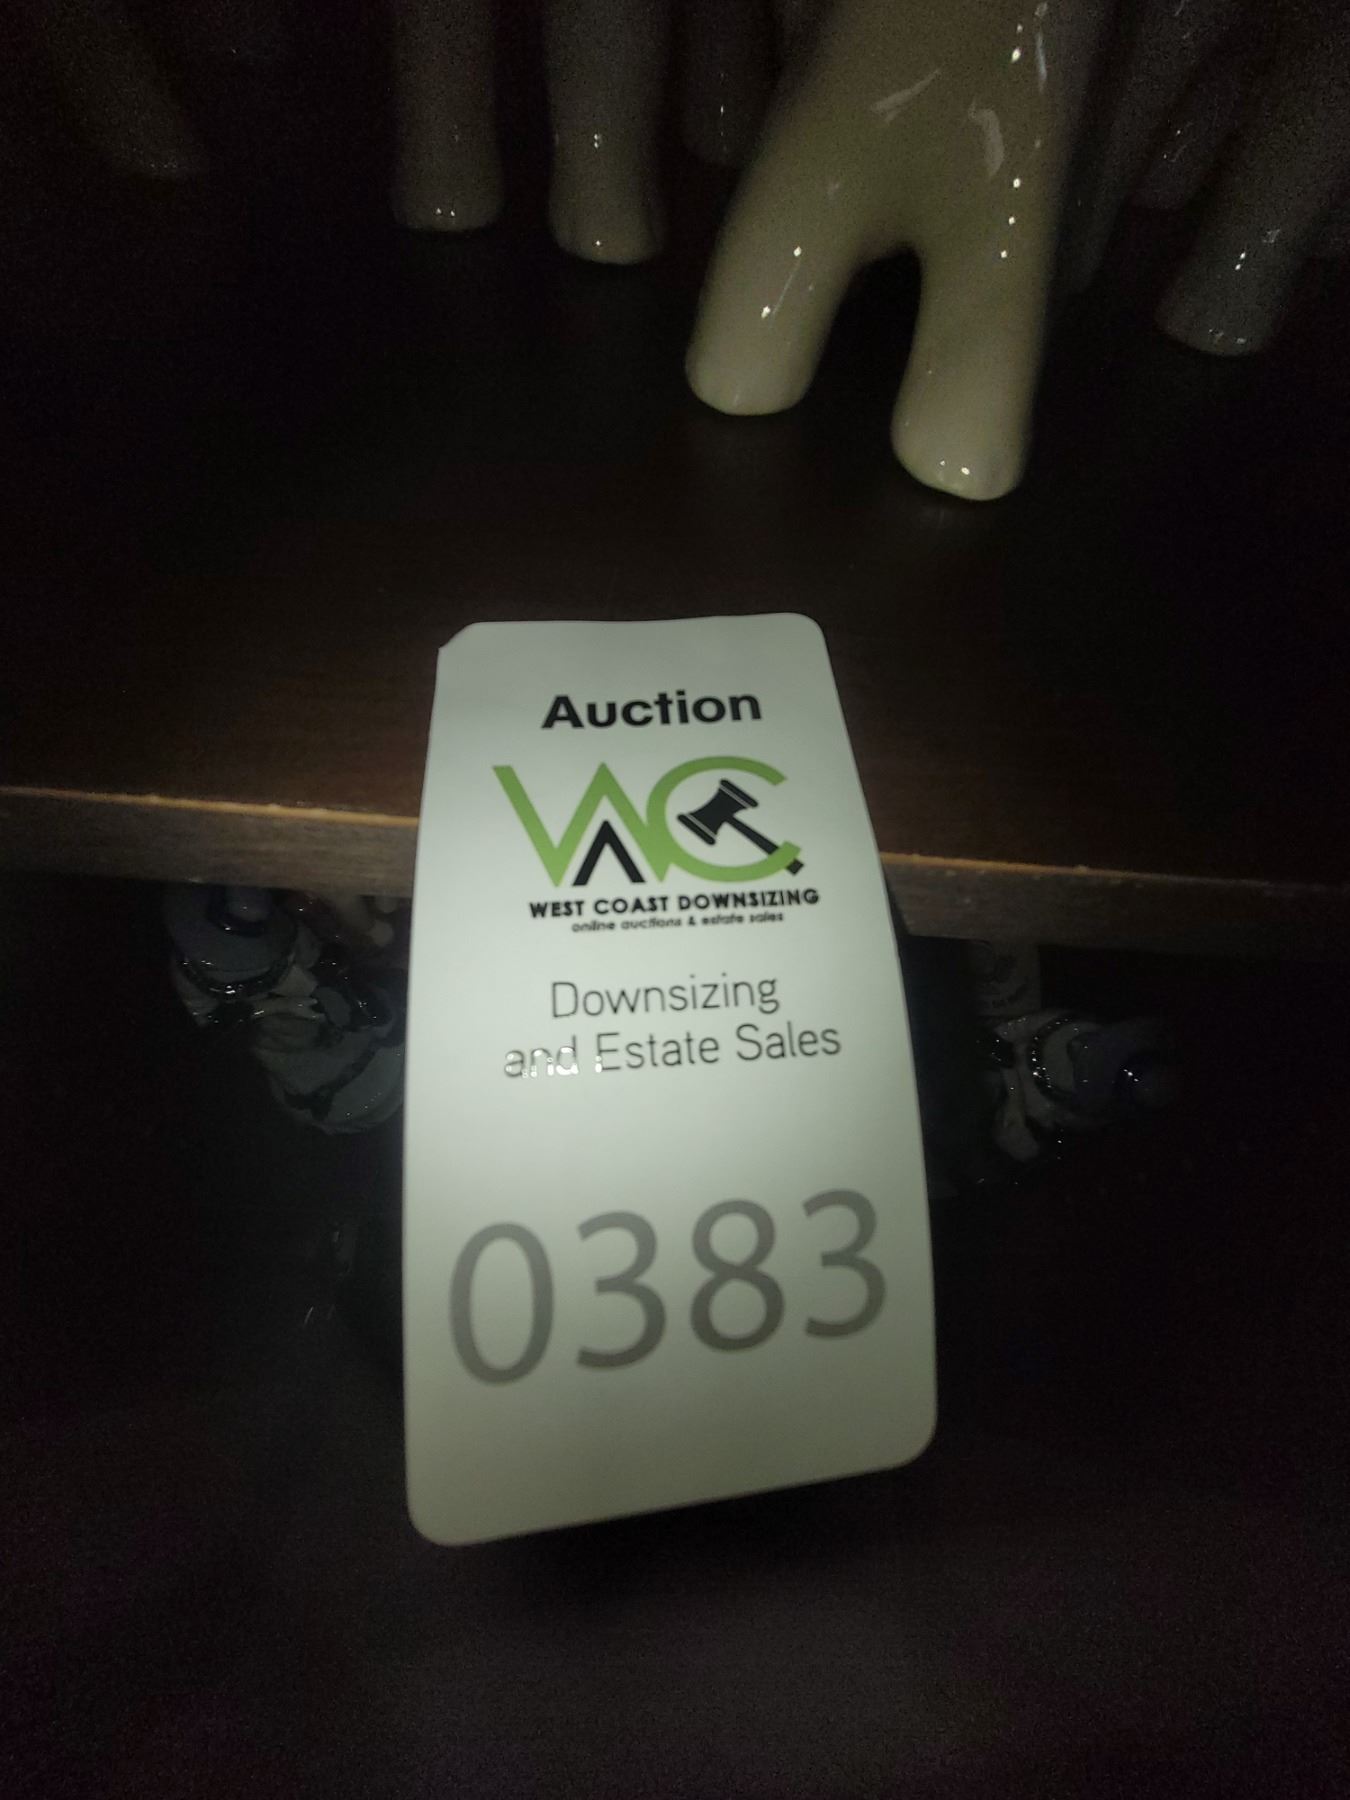 Auction
WC
WEST COAST DOWNSIZING
online auctions & estate sales
Downsizing
and Estate Sales
0383